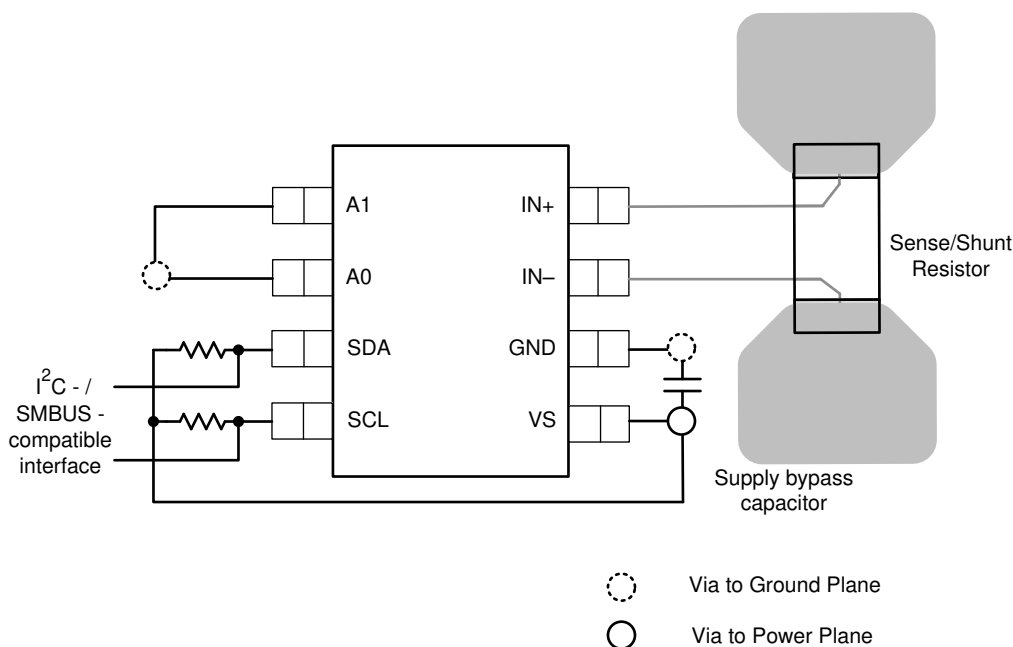 A1
A0
SDA
SCL
IN+
IN–
GND
VS
I²C - /
SMBUS -
compatible
interface
Sense/Shunt
Resistor
Supply bypass
capacitor
Via to Ground Plane
Via to Power Plane